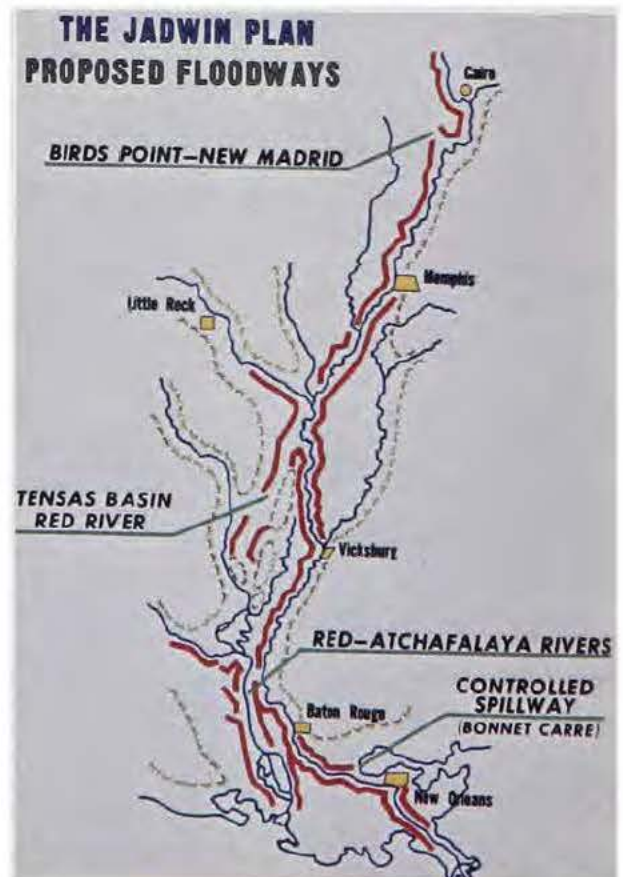 THE JADWIN PLAN
PROPOSED FLOODWAYS
Cairo
BIRDS POINT–NEW MADRID
Memphis
Little Rock
TENSAS BASIN
RED RIVER
Vicksburg
RED–ATCHAFALAYA RIVERS
CONTROLLED
SPILLWAY
(BONNET CARRE)
Baton Rouge
New Orleans